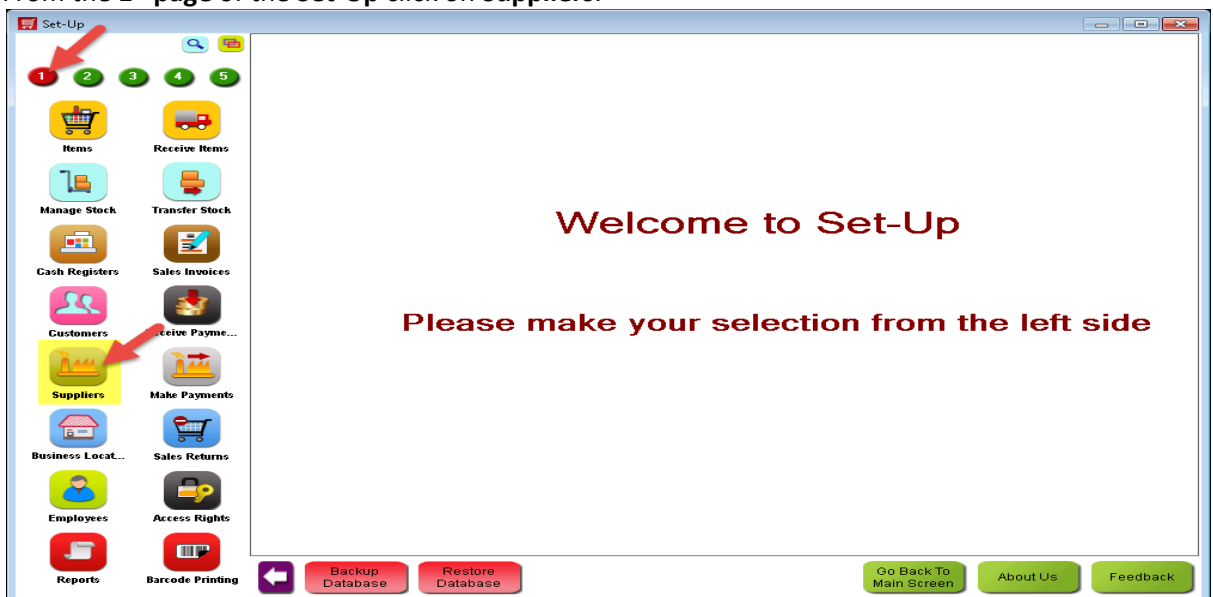 Set-Up
1 2 3 4 5
Items Receive Items
Manage Stock Transfer Stock
Welcome to Set-Up
Cash Registers Sales Invoices
Please make your selection from the left side
Customers ceive Payme...
Suppliers Make Payments
Business Locat... Sales Returns
Employees Access Rights
Reports Barcode Printing
Backup Database
Restore Database
Go Back To Main Screen
About Us
Feedback